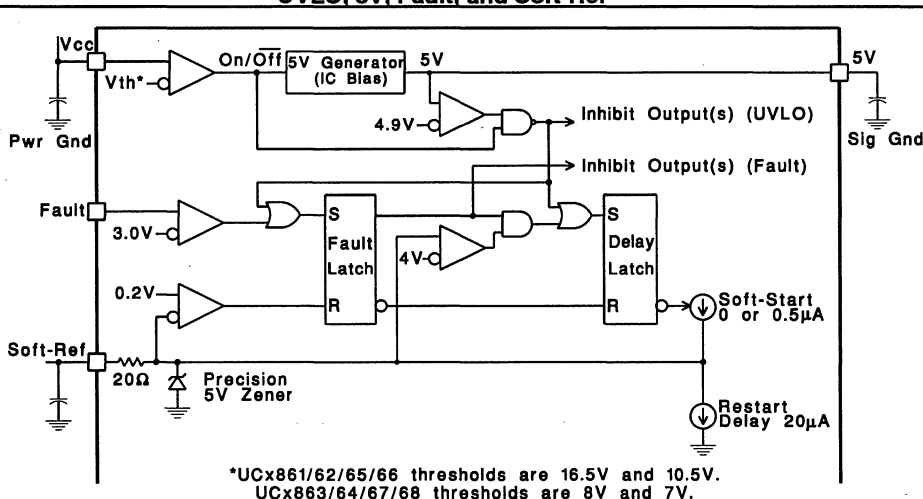 UVLO, 5V, Fault, and Soft-Ref
Vcc
Vth*
On/Off
5V Generator
(IC Bias)
5V
5V
4.9V
Inhibit Output(s) (UVLO)
Pwr Gnd
Sig Gnd
Inhibit Output(s) (Fault)
Fault
3.0V
S
Fault
Latch
R
4V
S
Delay
Latch
R
0.2V
Soft-Start
0 or 0.5µA
Soft-Ref
20Ω
Precision
5V Zener
Restart
Delay 20µA
*UCx861/62/65/66 thresholds are 16.5V and 10.5V.
UCx863/64/67/68 thresholds are 8V and 7V.